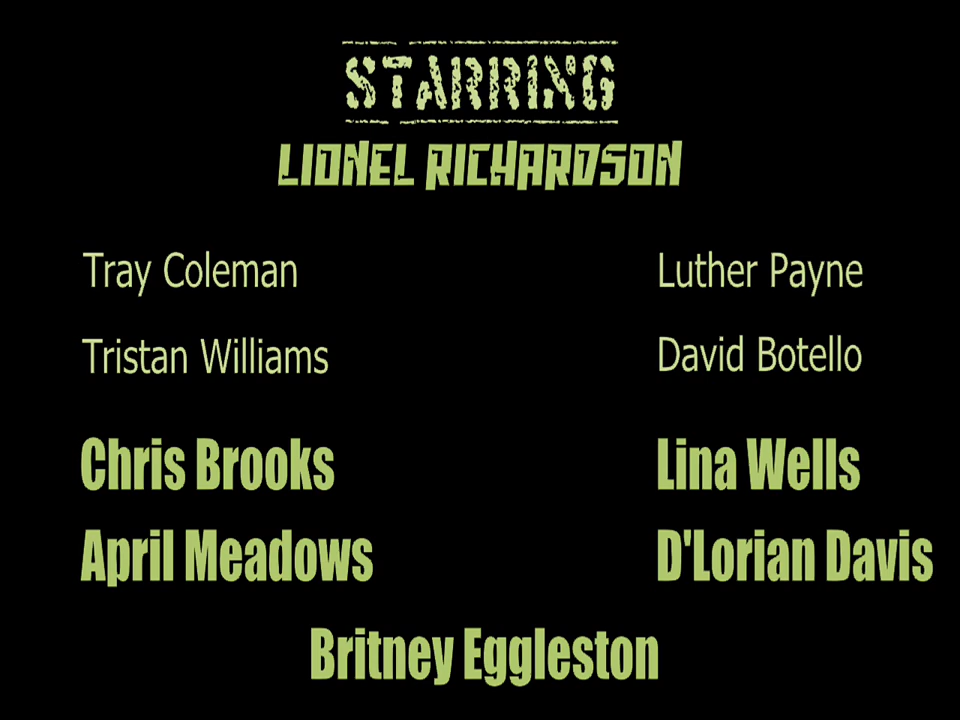 STARRING
LIONEL RICHARDSON
Tray Coleman Luther Payne
Tristan Williams David Botello
Chris Brooks Lina Wells
April Meadows D'Lorian Davis
Britney Eggleston